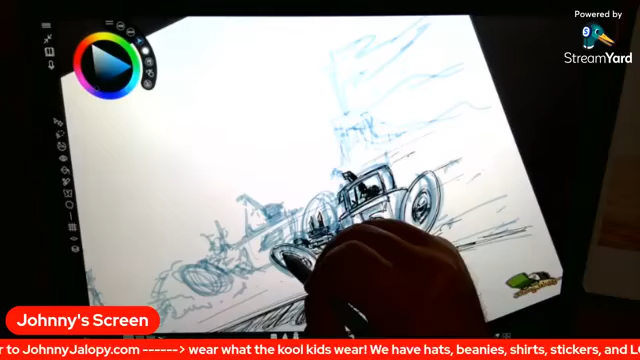 Powered by
StreamYard
Johnny's Screen
r to JohnnyJalopy.com ------> wear what the kool kids wear! We have hats, beanies, shirts, stickers, and L